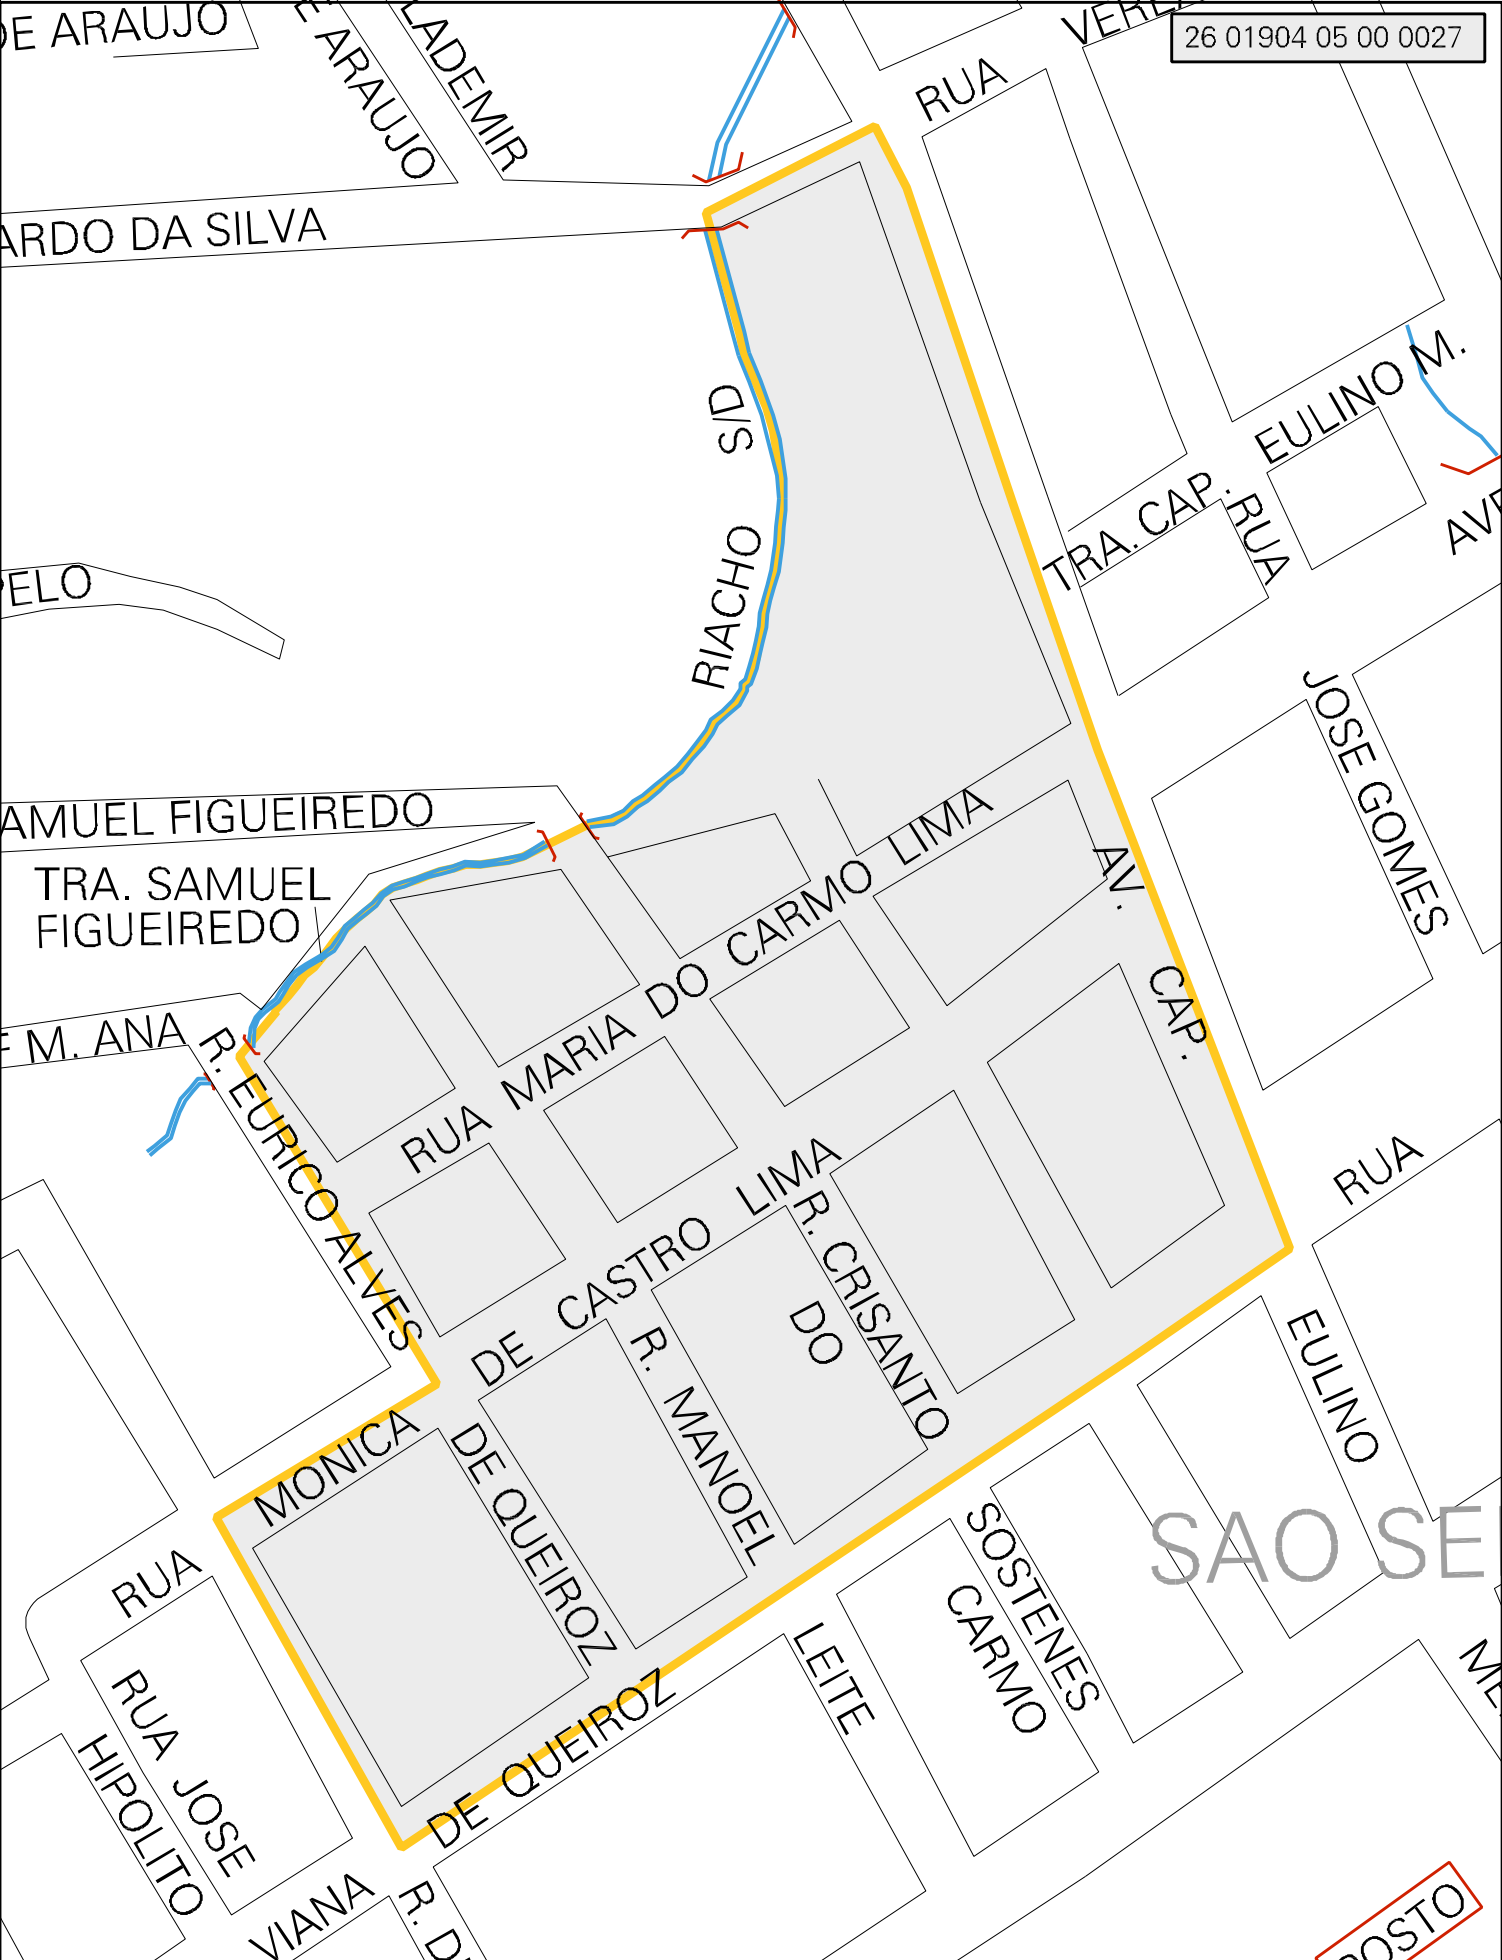 DE ARAUJO
E ARAUJO
LADEMIR
RUA
26 01904 05 00 0027
ARDO DA SILVA
S/D
RIACHO
EULINO M.
TRA. CAP.
RUA
JOSE GOMES
AMUEL FIGUEIREDO
TRA. SAMUEL
FIGUEIREDO
M. ANA
RUA MARIA DO CARMO LIMA
AV. CAP.
R. EURICO ALVES
RUA MONICA DE CASTRO LIMA
R. CRISANTO
DO
R. MANOEL
DE QUEIROZ
RUA
EULINO
SAO SE
SOSTENES
CARMO
LEITE
RUA JOSE
HIPOLITO
VIANA DE QUEIROZ
R. D
OSTO